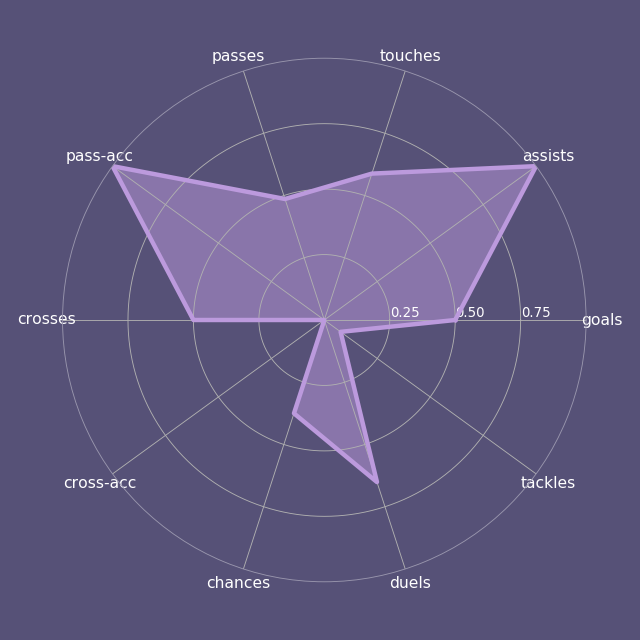 passes touches
pass-acc assists
crosses 0.25 0.50 0.75 goals
cross-acc tackles
chances duels